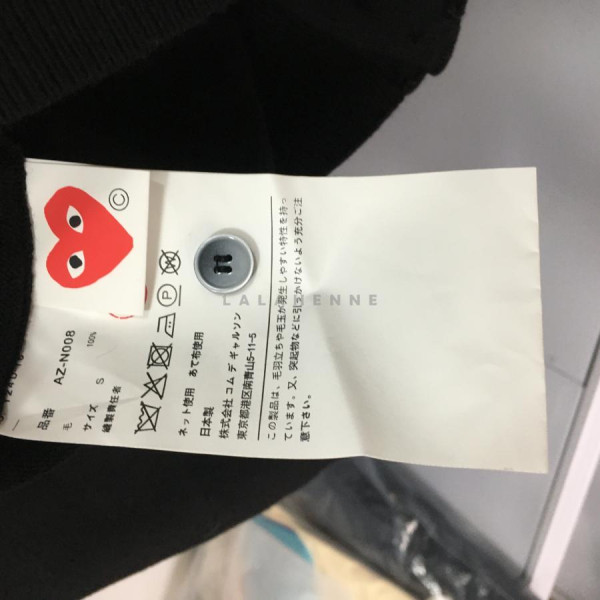 ©
品番 AZ-N008
毛 100%
サイズ S
縫製責任者
P
ネット使用 あて布使用
日本製
株式会社 コム デ ギャルソン
東京都港区南青山5-11-5
この製品は、毛羽立ちや毛玉が発生しやすい特性を持っ
ています。又、突起物などに引っかけないよう充分ご注
意下さい。